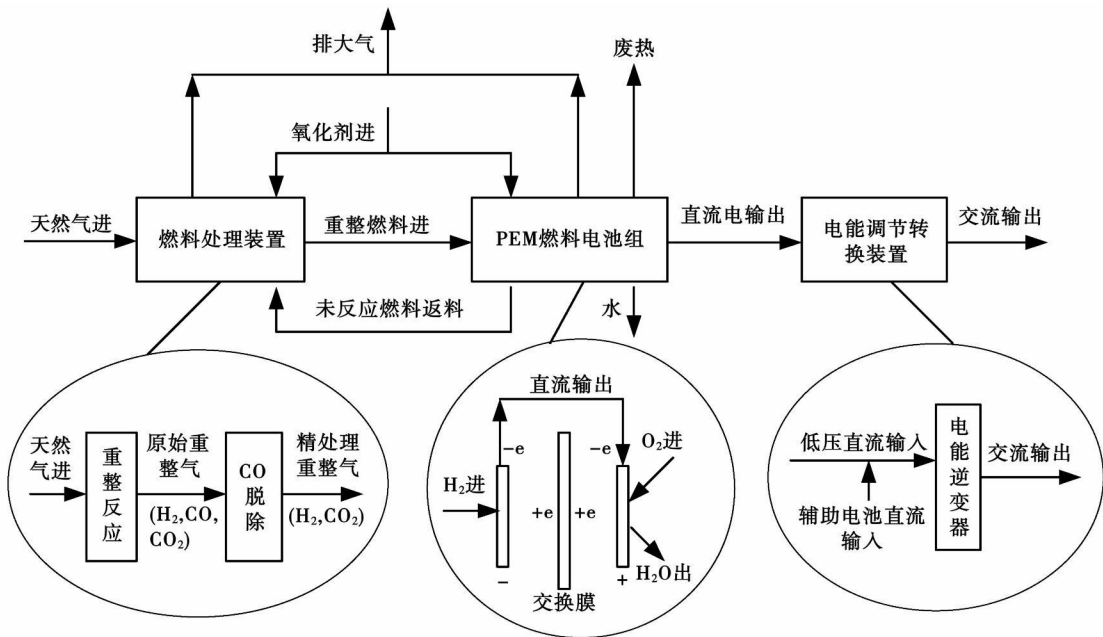 排大气
废热
氧化剂进
天然气进
燃料处理装置
重整燃料进
PEM燃料电池组
直流电输出
电能调节转
换装置
交流输出
未反应燃料返料
水
天然
气进
重
整
反
应
原始重
整气
(H₂,CO,
CO₂)
CO
脱
除
精处理
重整气
(H₂,CO₂)
直流输出
-e
-e
O₂进
H₂进
+e
+e
H₂O出
-
+
交换膜
低压直流输入
辅助电池直流
输入
电
能
逆
变
器
交流输出